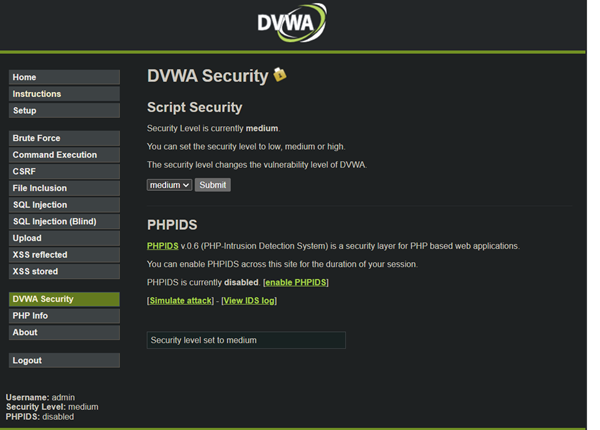 DVWA
Home
Instructions
Setup
Brute Force
Command Execution
CSRF
File Inclusion
SQL Injection
SQL Injection (Blind)
Upload
XSS reflected
XSS stored
DVWA Security
PHP Info
About
Logout
Username: admin
Security Level: medium
PHPIDS: disabled
DVWA Security
Script Security
Security Level is currently medium.
You can set the security level to low, medium or high.
The security level changes the vulnerability level of DVWA.
medium Submit
PHPIDS
PHPIDS v.0.6 (PHP-Intrusion Detection System) is a security layer for PHP based web applications.
You can enable PHPIDS across this site for the duration of your session.
PHPIDS is currently disabled. [enable PHPIDS]
[Simulate attack] - [View IDS log]
Security level set to medium